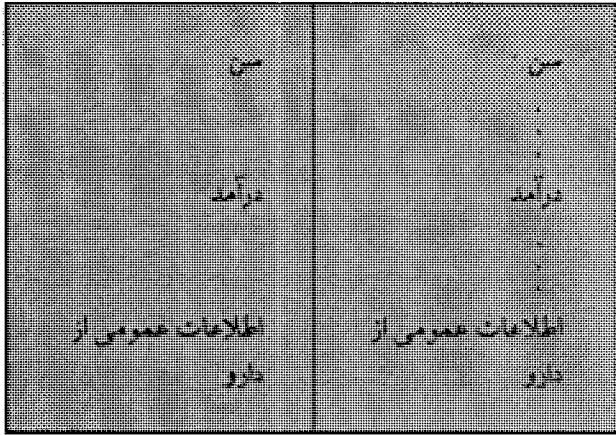 سن
درآمد
اطلاعات عمومی از
دارو
سن
.
.
.
درآمد
.
.
.
اطلاعات عمومی از
دارو